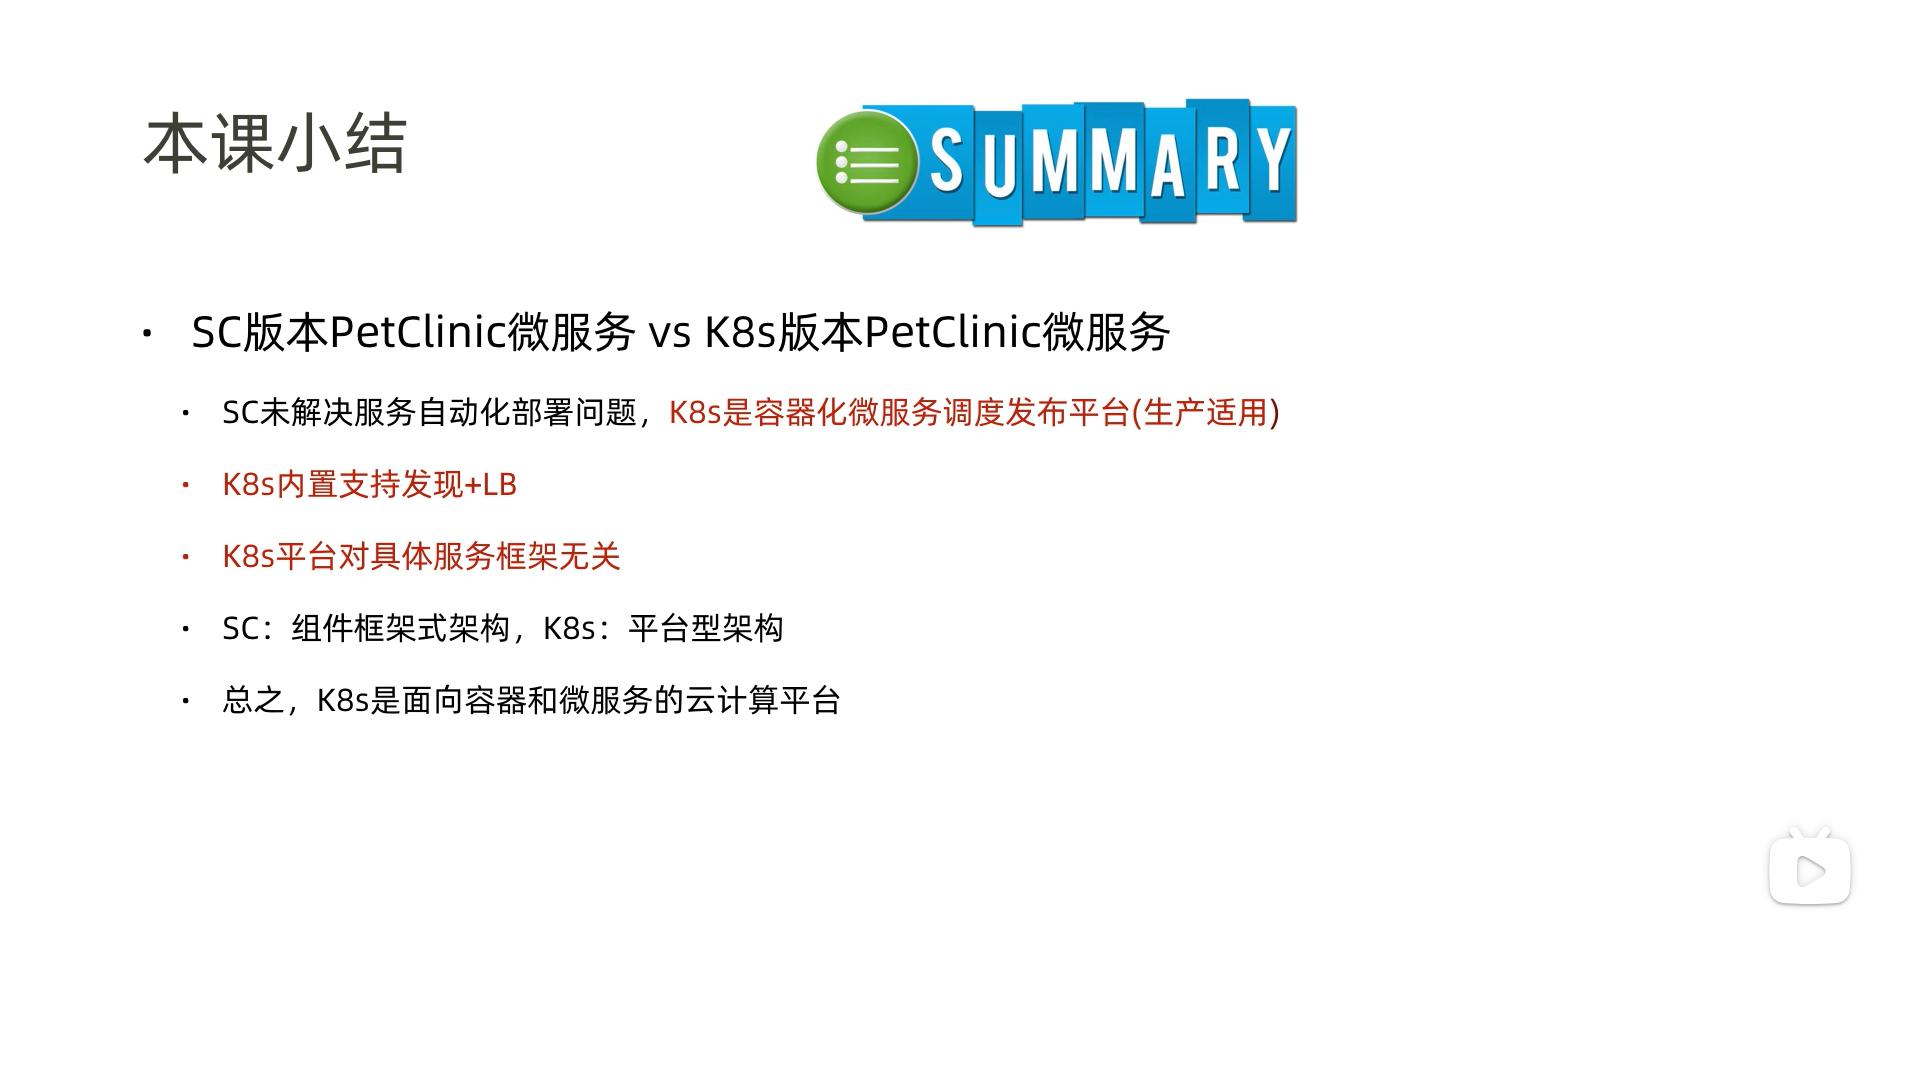 本课小结
SUMMARY
• SC版本PetClinic微服务 vs K8s版本PetClinic微服务
• SC未解决服务自动化部署问题，K8s是容器化微服务调度发布平台(生产适用)
• K8s内置支持发现+LB
• K8s平台对具体服务框架无关
• SC：组件框架式架构，K8s：平台型架构
• 总之，K8s是面向容器和微服务的云计算平台